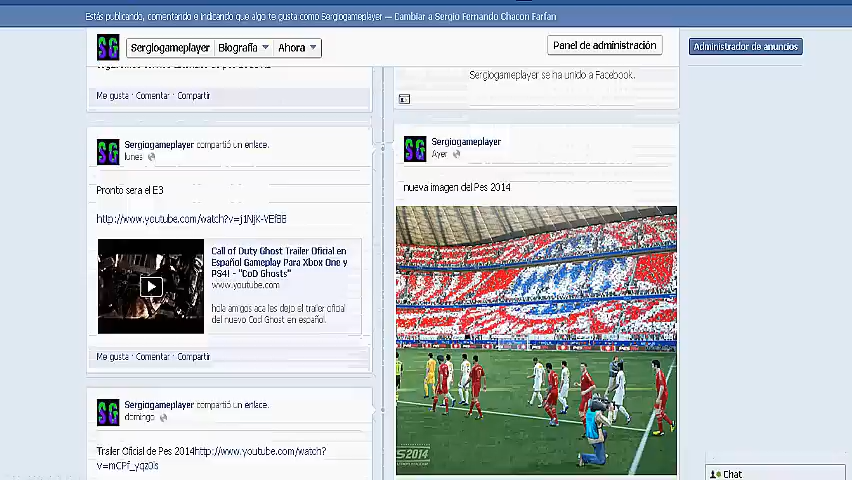 Estás publicando, comentando e indicando que algo te gusta como Sergiogameplayer — Cambiar a Sergio Fernando Chacon Farfan
SG Sergiogameplayer Biografía Ahora
Panel de administración
Administrador de anuncios
Me gusta · Comentar · Compartir
Sergiogameplayer se ha unido a Facebook.
SG Sergiogameplayer compartió un enlace.
lunes
Pronto sera el E3
Call of Duty Ghost Trailer Oficial en
Español Gameplay Para Xbox One y
PS4! - "CoD Ghosts"
www.youtube.com
hola amigos aca les dejo el trailer oficial
del nuevo Cod Ghost en español.
Me gusta · Comentar · Compartir
SG Sergiogameplayer compartió un enlace.
domingo
Trailer Oficial de Pes 2014http://www.youtube.com/watch?
SG Sergiogameplayer
Ayer
nueva imagen del Pes 2014
S2014
Chat